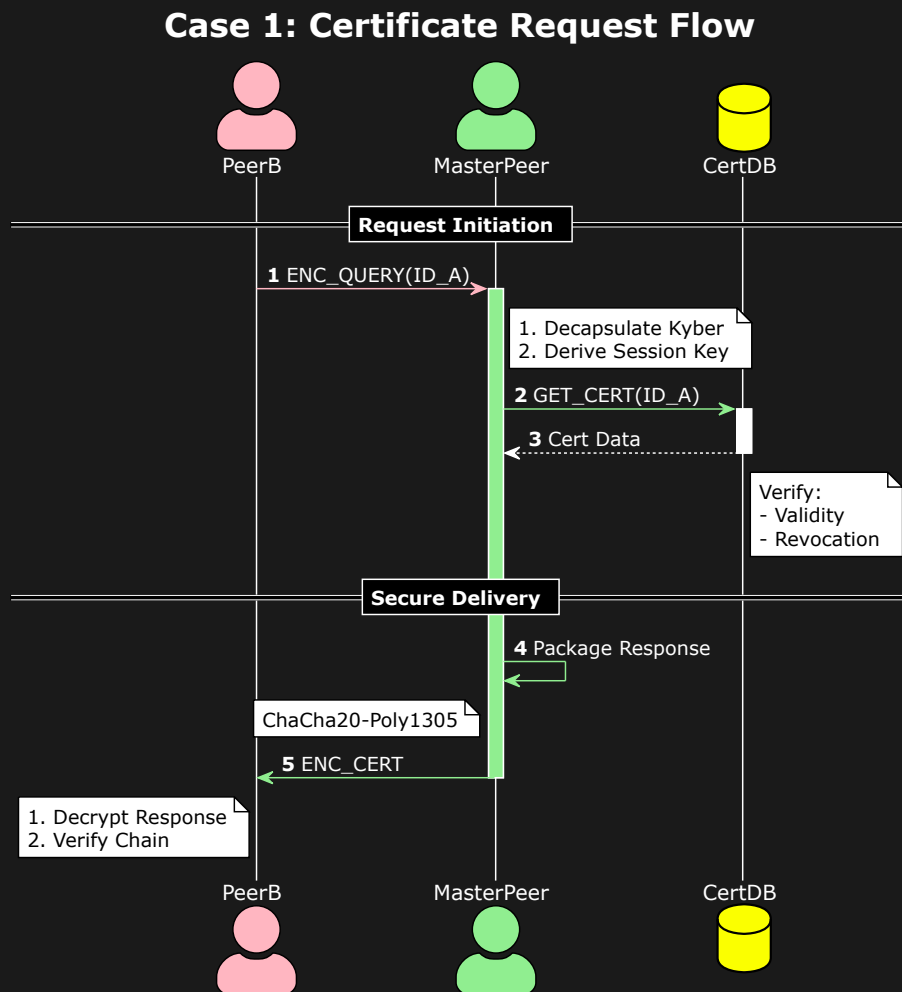 Case 1: Certificate Request Flow
PeerB
MasterPeer
CertDB
Request Initiation
1 ENC_QUERY(ID_A)
1. Decapsulate Kyber
2. Derive Session Key
2 GET_CERT(ID_A)
3 Cert Data
Verify:
- Validity
- Revocation
Secure Delivery
4 Package Response
ChaCha20-Poly1305
5 ENC_CERT
1. Decrypt Response
2. Verify Chain
PeerB
MasterPeer
CertDB